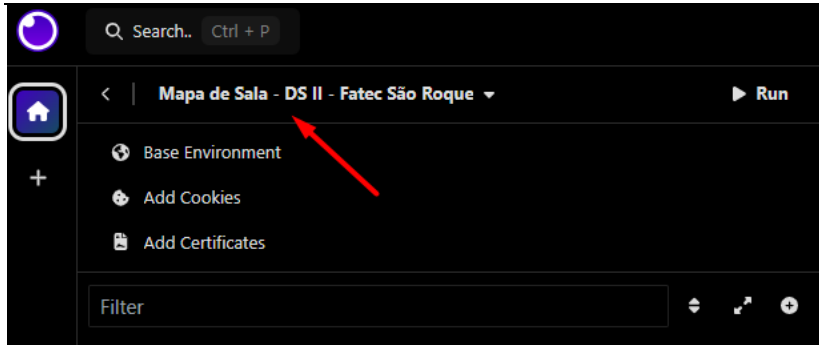 Search.. Ctrl + P
Mapa de Sala - DS II - Fatec São Roque
Run
Base Environment
Add Cookies
Add Certificates
Filter